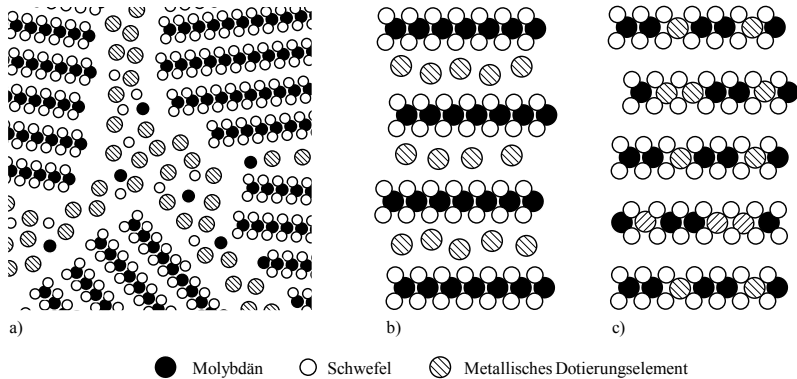 a)
b)
c)
Molybdän
Schwefel
Metallisches Dotierungselement